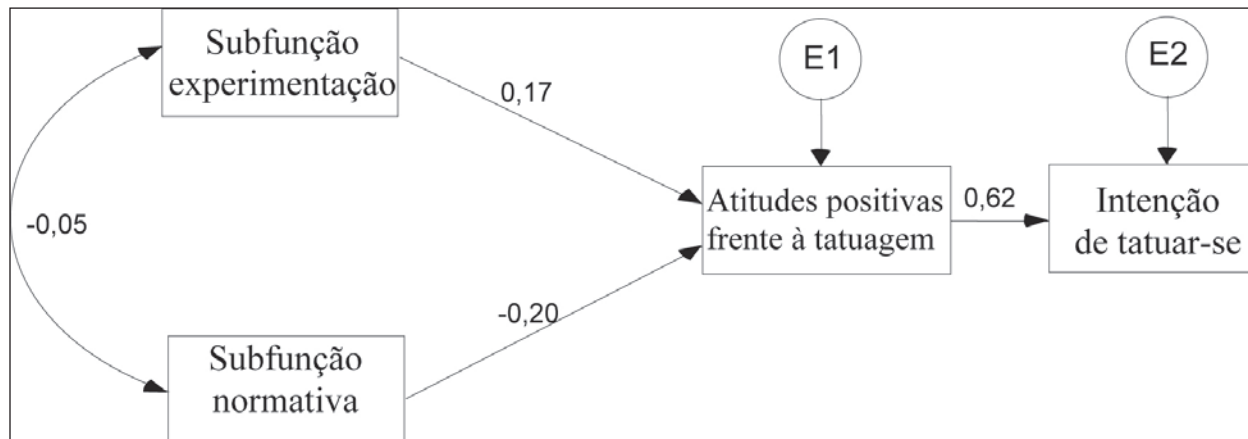 Subfunção
experimentação
E1
E2
0,17
-0,05
Atitudes positivas
frente à tatuagem
0,62
Intenção
de tatuar-se
-0,20
Subfunção
normativa